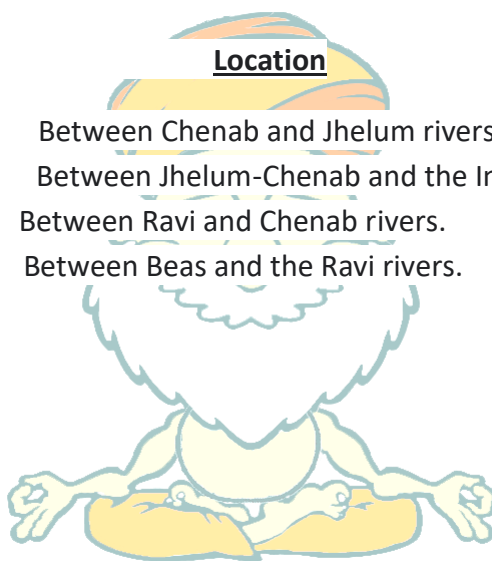 Location
Between Chenab and Jhelum rivers
Between Jhelum-Chenab and the
Between Ravi and Chenab rivers.
Between Beas and the Ravi rivers.